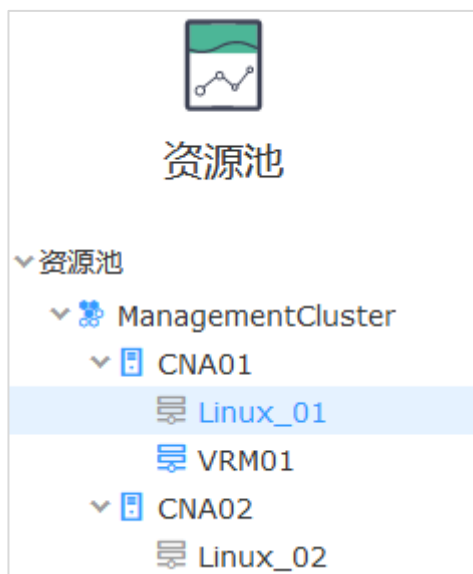 资源池
资源池
ManagementCluster
CNA01
Linux_01
VRM01
CNA02
Linux_02